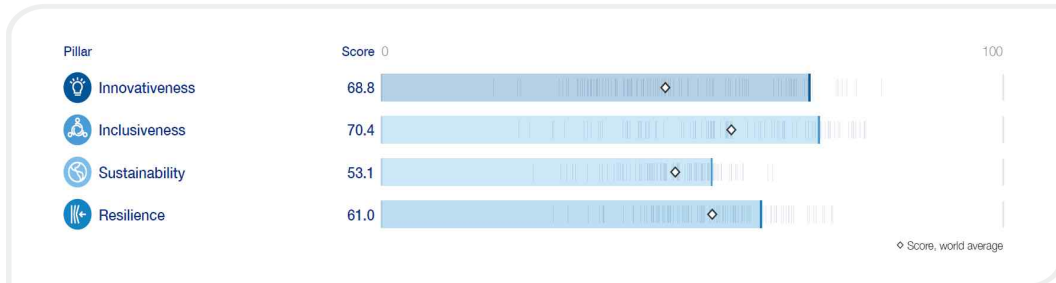 Pillar Score 0 100
Innovativeness 68.8
Inclusiveness 70.4
Sustainability 53.1
Resilience 61.0
Score, world average